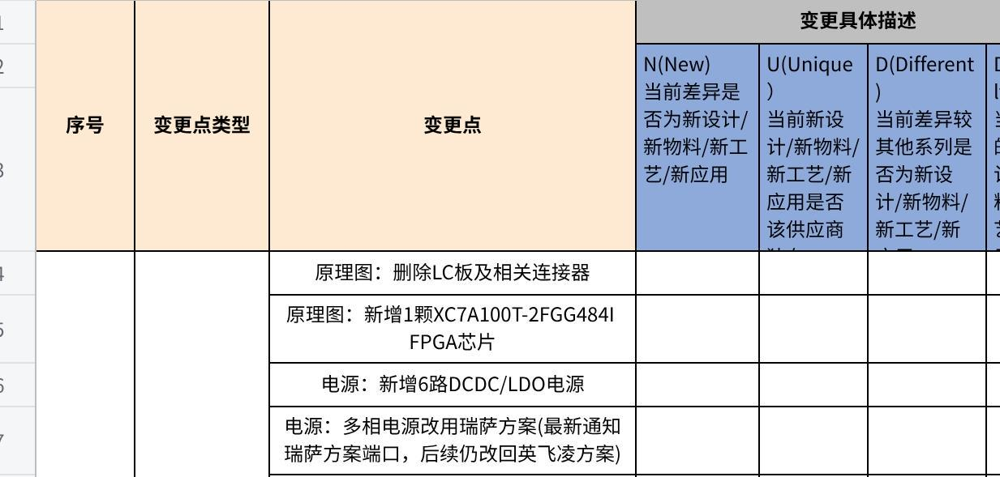 变更具体描述
序号
变更点类型
变更点
N(New)
当前差异是
否为新设计/
新物料/新工
艺/新应用
U(Unique
)
当前新设
计/新物料/
新工艺/新
应用是否
该供应商
D(Different
)
当前差异较
其他系列是
否为新设
计/新物料/
新工艺/新
1
2
3
4
原理图：删除LC板及相关连接器
5
原理图：新增1颗XC7A100T-2FGG484I
FPGA芯片
6
电源：新增6路DCDC/LDO电源
7
电源：多相电源改用瑞萨方案(最新通知
瑞萨方案端口，后续仍改回英飞凌方案)